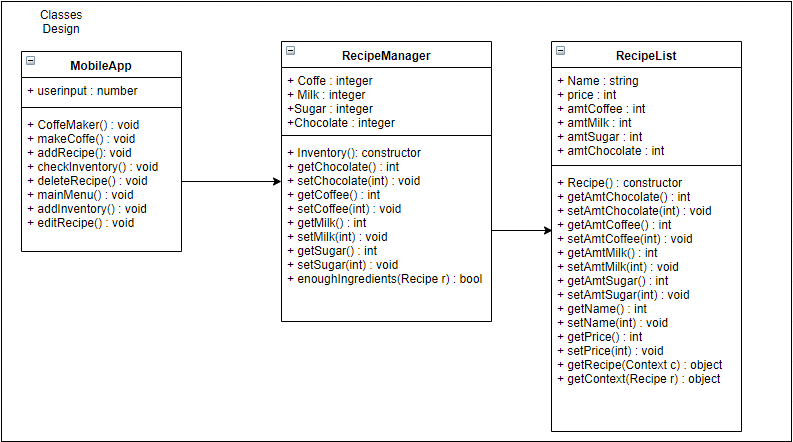 Classes
Design
MobileApp
+ userinput : number
+ CoffeMaker() : void
+ makeCoffe() : void
+ addRecipe(): void
+ checkInventory() : void
+ deleteRecipe() : void
+ mainMenu() : void
+ addInventory() : void
+ editRecipe() : void
RecipeManager
+ Coffe : integer
+ Milk : integer
+Sugar : integer
+Chocolate : integer
+ Inventory(): constructor
+ getChocolate() : int
+ setChocolate(int) : void
+ getCoffee() : int
+ setCoffee(int) : void
+ getMilk() : int
+ setMilk(int) : void
+ getSugar() : int
+ setSugar(int) : void
+ enoughIngredients(Recipe r) : bool
RecipeList
+ Name : string
+ price : int
+ amtCoffee : int
+ amtMilk : int
+ amtSugar : int
+ amtChocolate : int
+ Recipe() : constructor
+ getAmtChocolate() : int
+ setAmtChocolate(int) : void
+ getAmtCoffee() : int
+ setAmtCoffee(int) : void
+ getAmtMilk() : int
+ setAmtMilk(int) : void
+ getAmtSugar() : int
+ setAmtSugar(int) : void
+ getName() : int
+ setName(int) : void
+ getPrice() : int
+ setPrice(int) : void
+ getRecipe(Context c) : object
+ getContext(Recipe r) : object